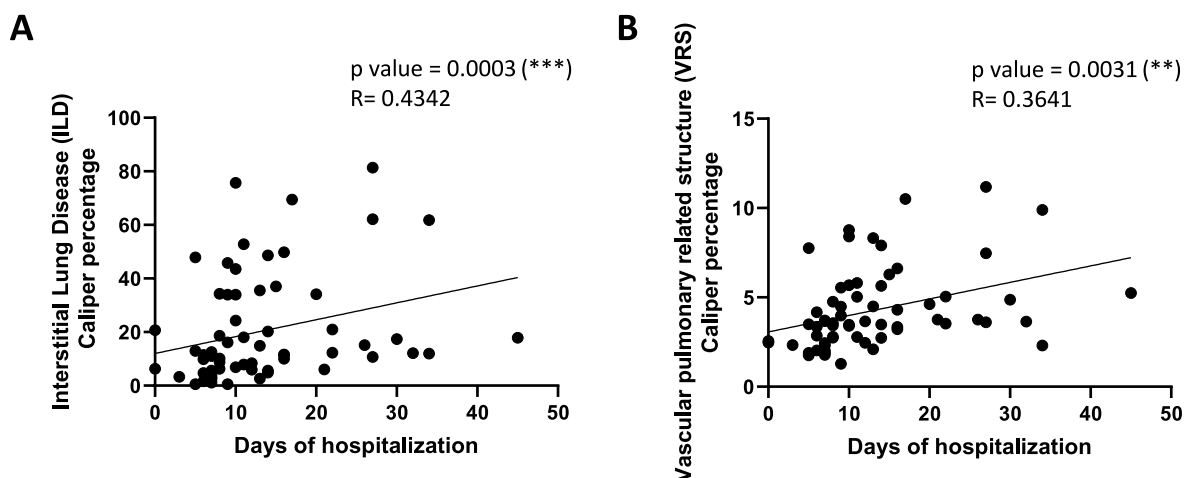 A
p value = 0.0003 (***)
R= 0.4342
Interstitial Lung Disease (ILD)
Caliper percentage
100
80
60
40
20
0
0
10
20
30
40
50
Days of hospitalization
B
p value = 0.0031 (**)
R= 0.3641
Vascular pulmonary related structure (VRS)
Caliper percentage
15
10
5
0
0
10
20
30
40
50
Days of hospitalization